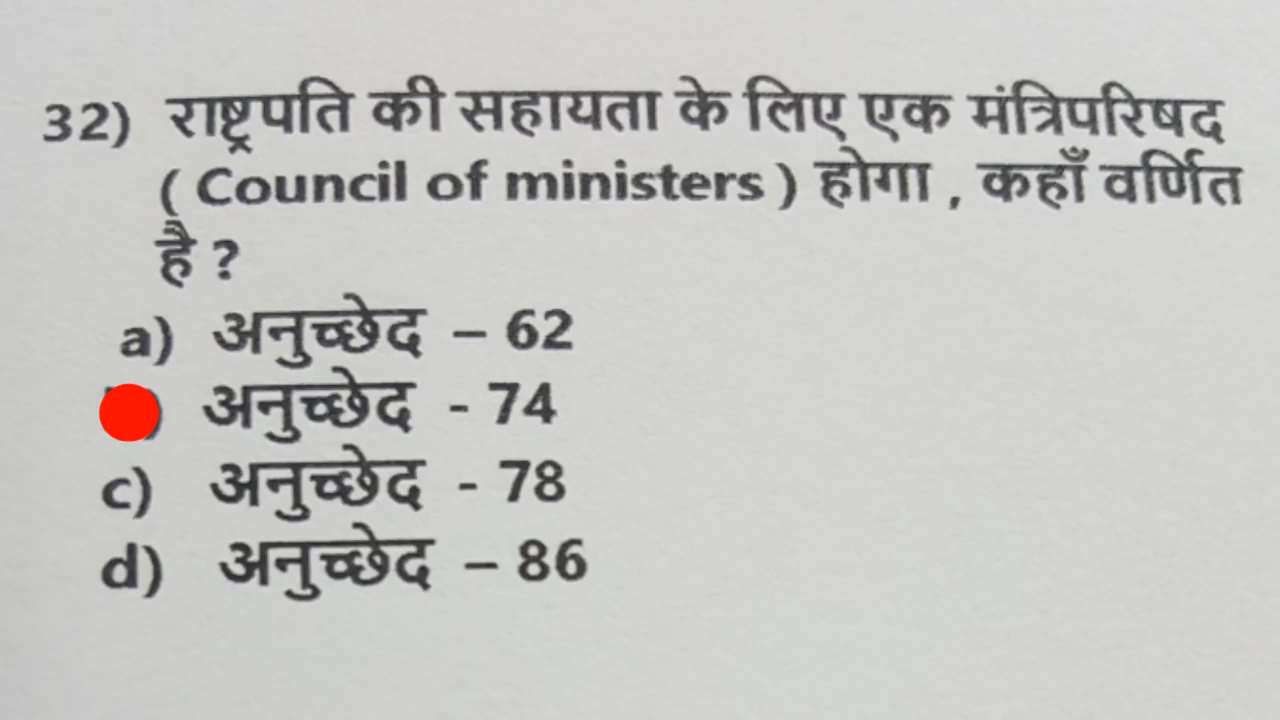 32) राष्ट्रपति की सहायता के लिए एक मंत्रिपरिषद
( Council of ministers ) होगा , कहाँ वर्णित
है ?
a) अनुच्छेद – 62
) अनुच्छेद - 74
c) अनुच्छेद - 78
d) अनुच्छेद – 86